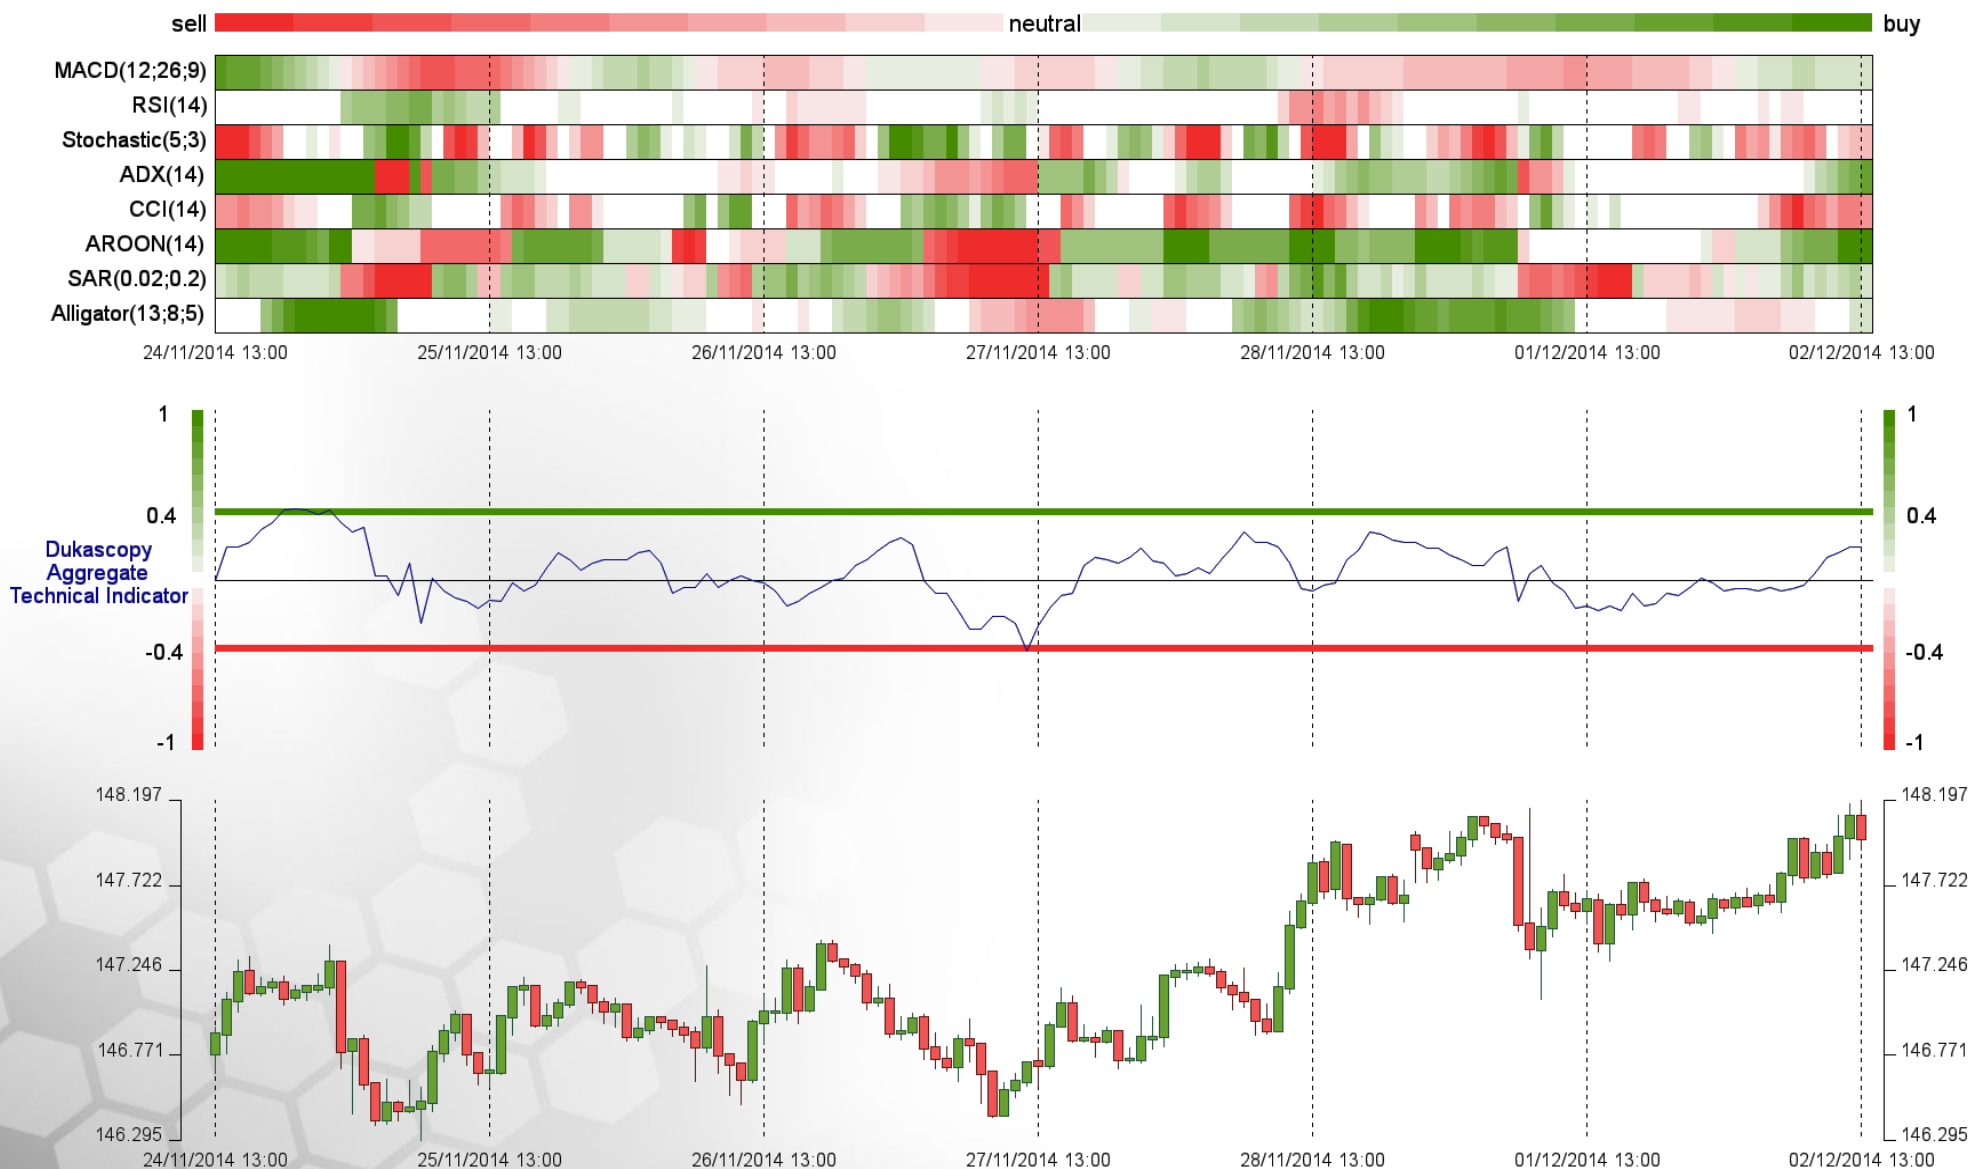 sell neutral buy
MACD(12;26;9)
RSI(14)
Stochastic(5;3)
ADX(14)
CCI(14)
AROON(14)
SAR(0.02;0.2)
Alligator(13;8;5)
24/11/2014 13:00 25/11/2014 13:00 26/11/2014 13:00 27/11/2014 13:00 28/11/2014 13:00 01/12/2014 13:00 02/12/2014 13:00
1 1
0.4 0.4
Dukascopy
Aggregate
Technical Indicator
-0.4 -0.4
-1 -1
148.197 148.197
147.722 147.722
147.246 147.246
146.771 146.771
146.295 146.295
24/11/2014 13:00 25/11/2014 13:00 26/11/2014 13:00 27/11/2014 13:00 28/11/2014 13:00 01/12/2014 13:00 02/12/2014 13:00